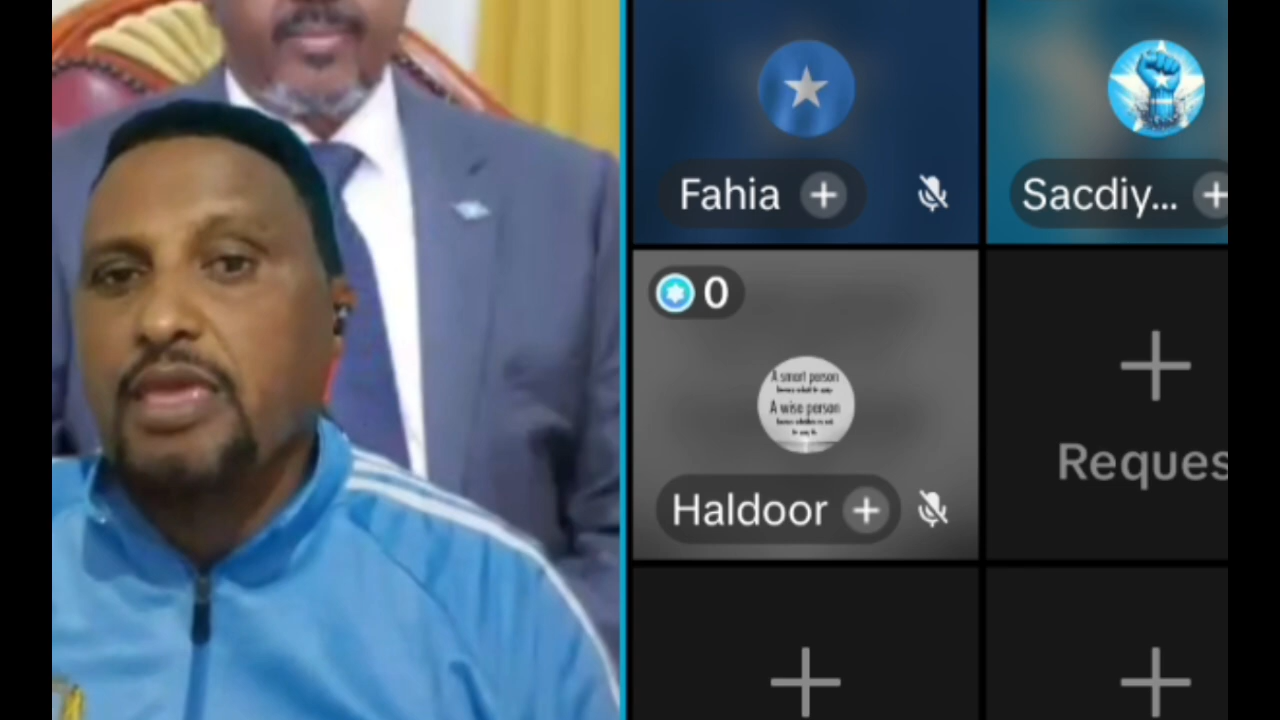 Fahia
Sacdiy...
0
A smart person
A wise person
Haldoor
Reques